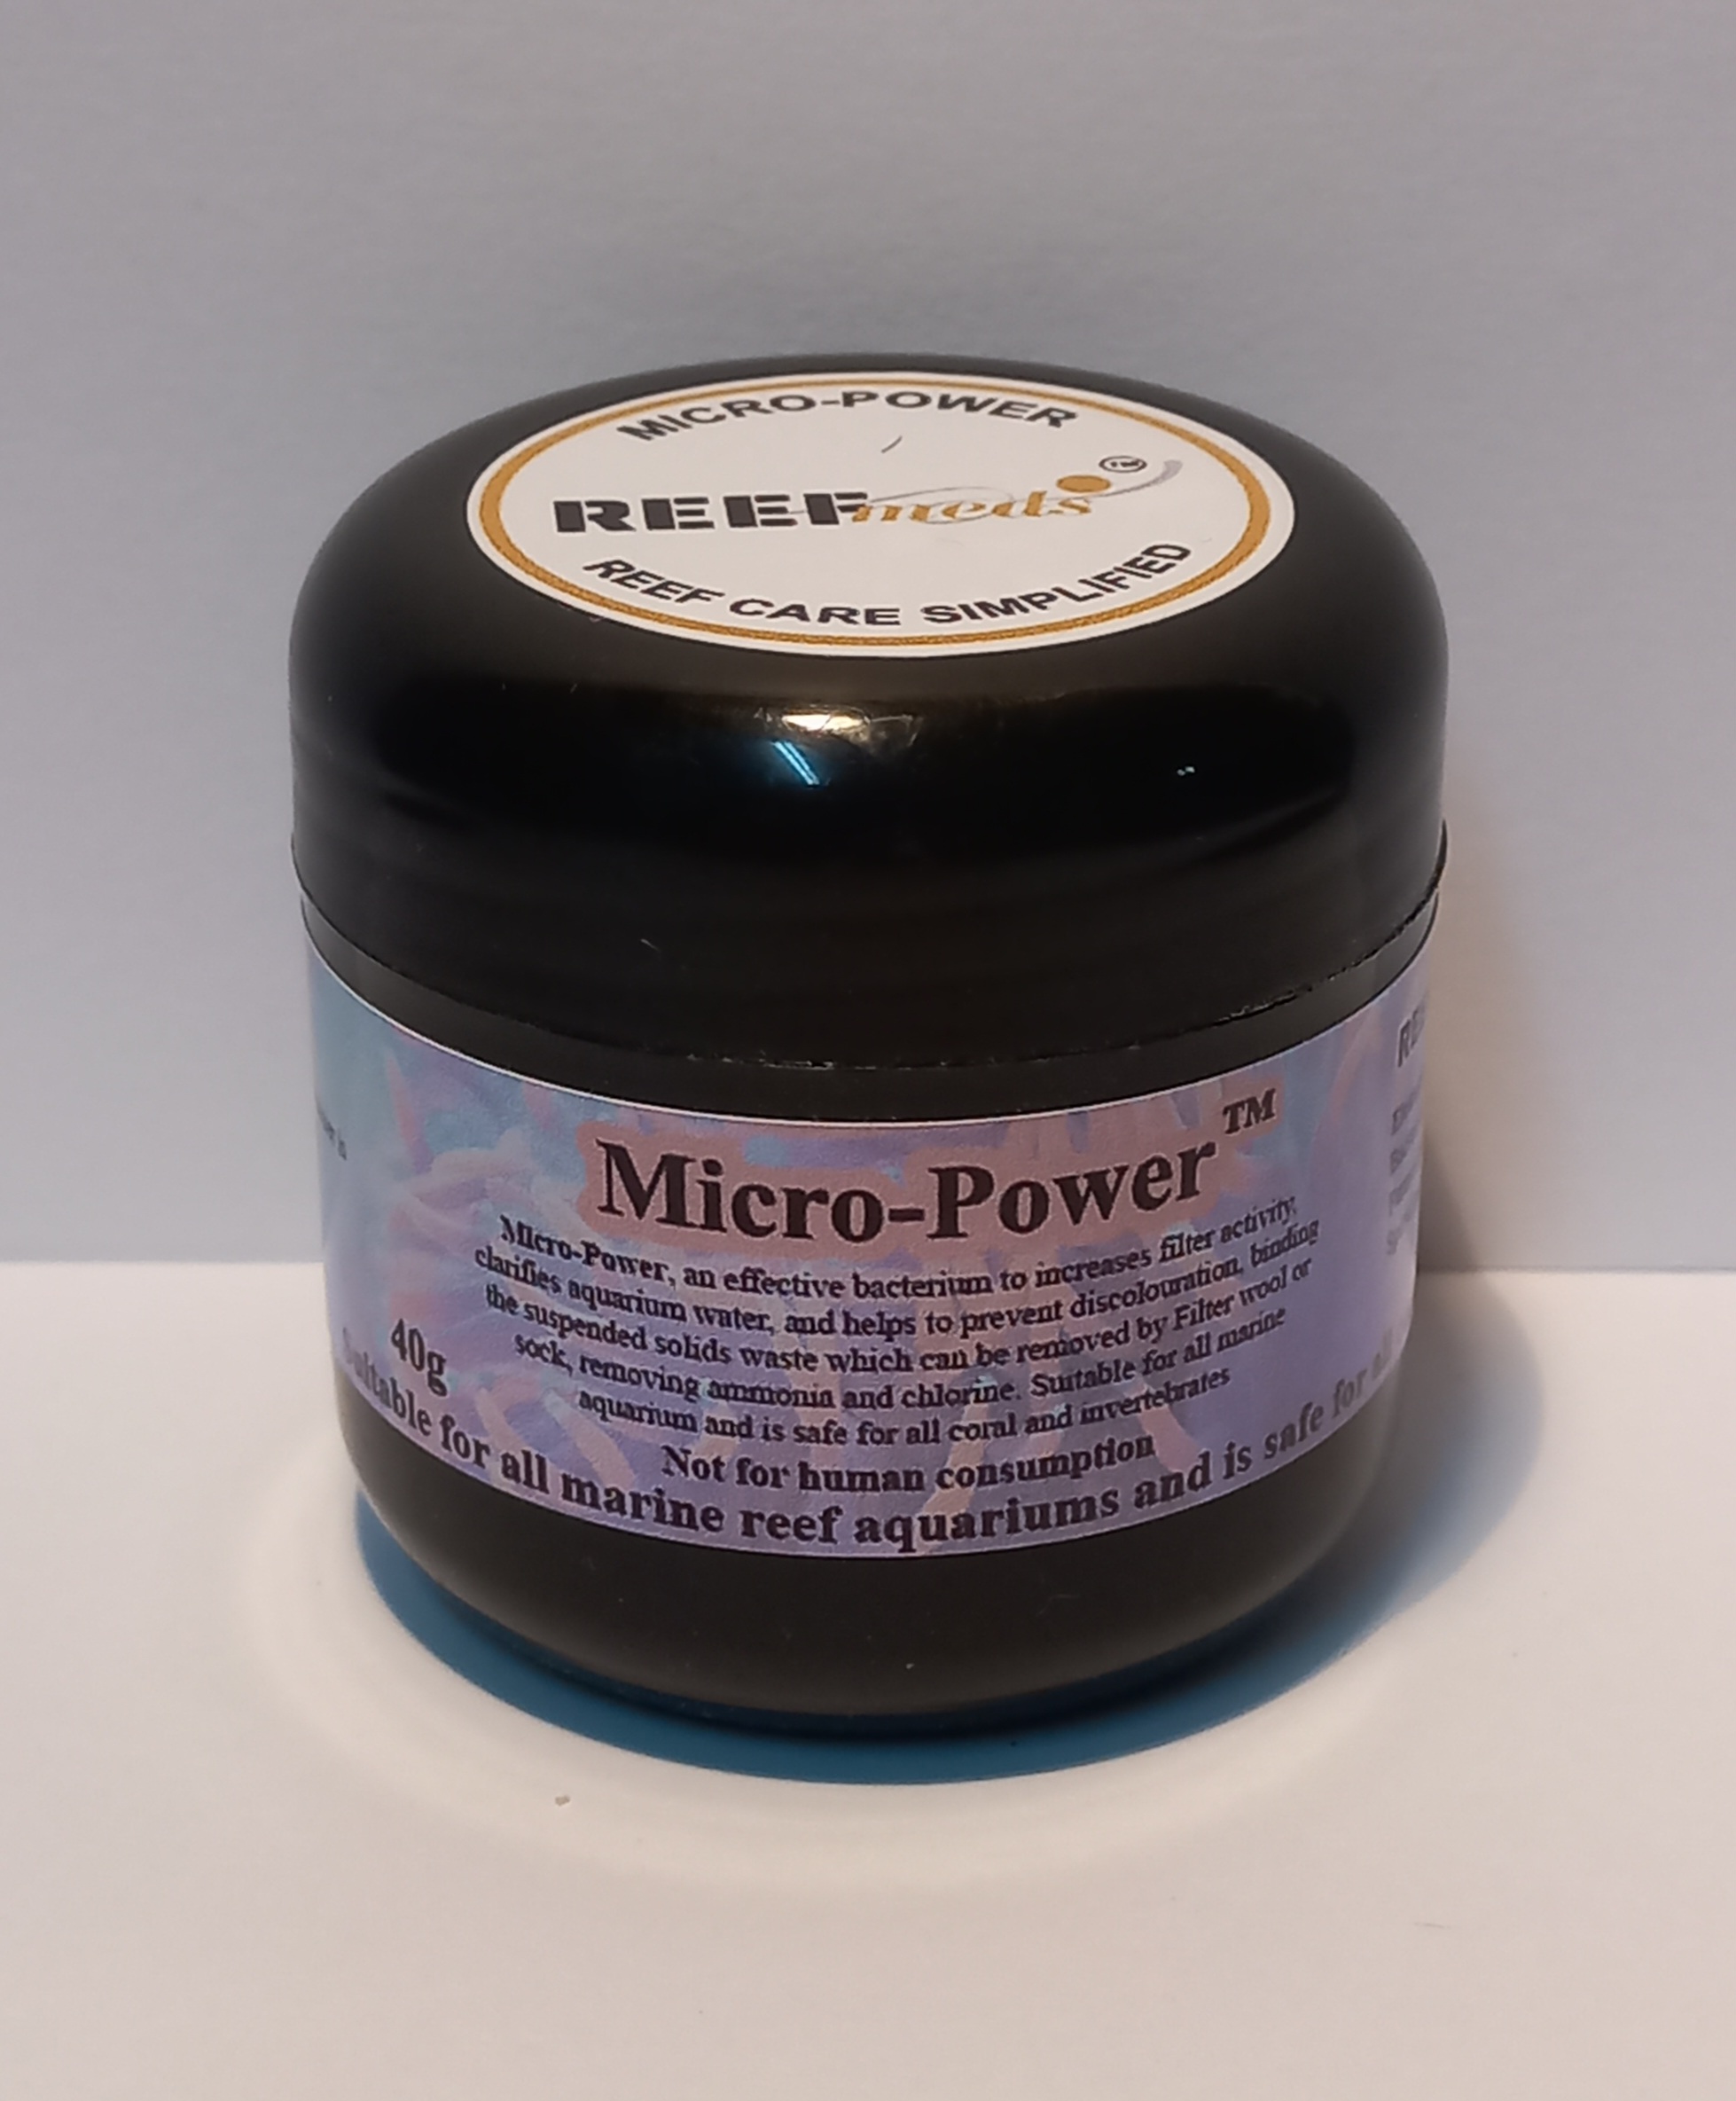 MICRO-POWER
REEFmeds
REEF CARE SIMPLIFIED
Micro-Power™
Micro-Power, an effective bacterium to increases filter activity,
clarifies aquarium water, and helps to prevent discolouration, binding
the suspended solids waste which can be removed by Filter wool or
sock, removing ammonia and chlorine. Suitable for all marine
aquarium and is safe for all coral and invertebrates
40g
Not for human consumption
Suitable for all marine reef aquariums and is safe for all